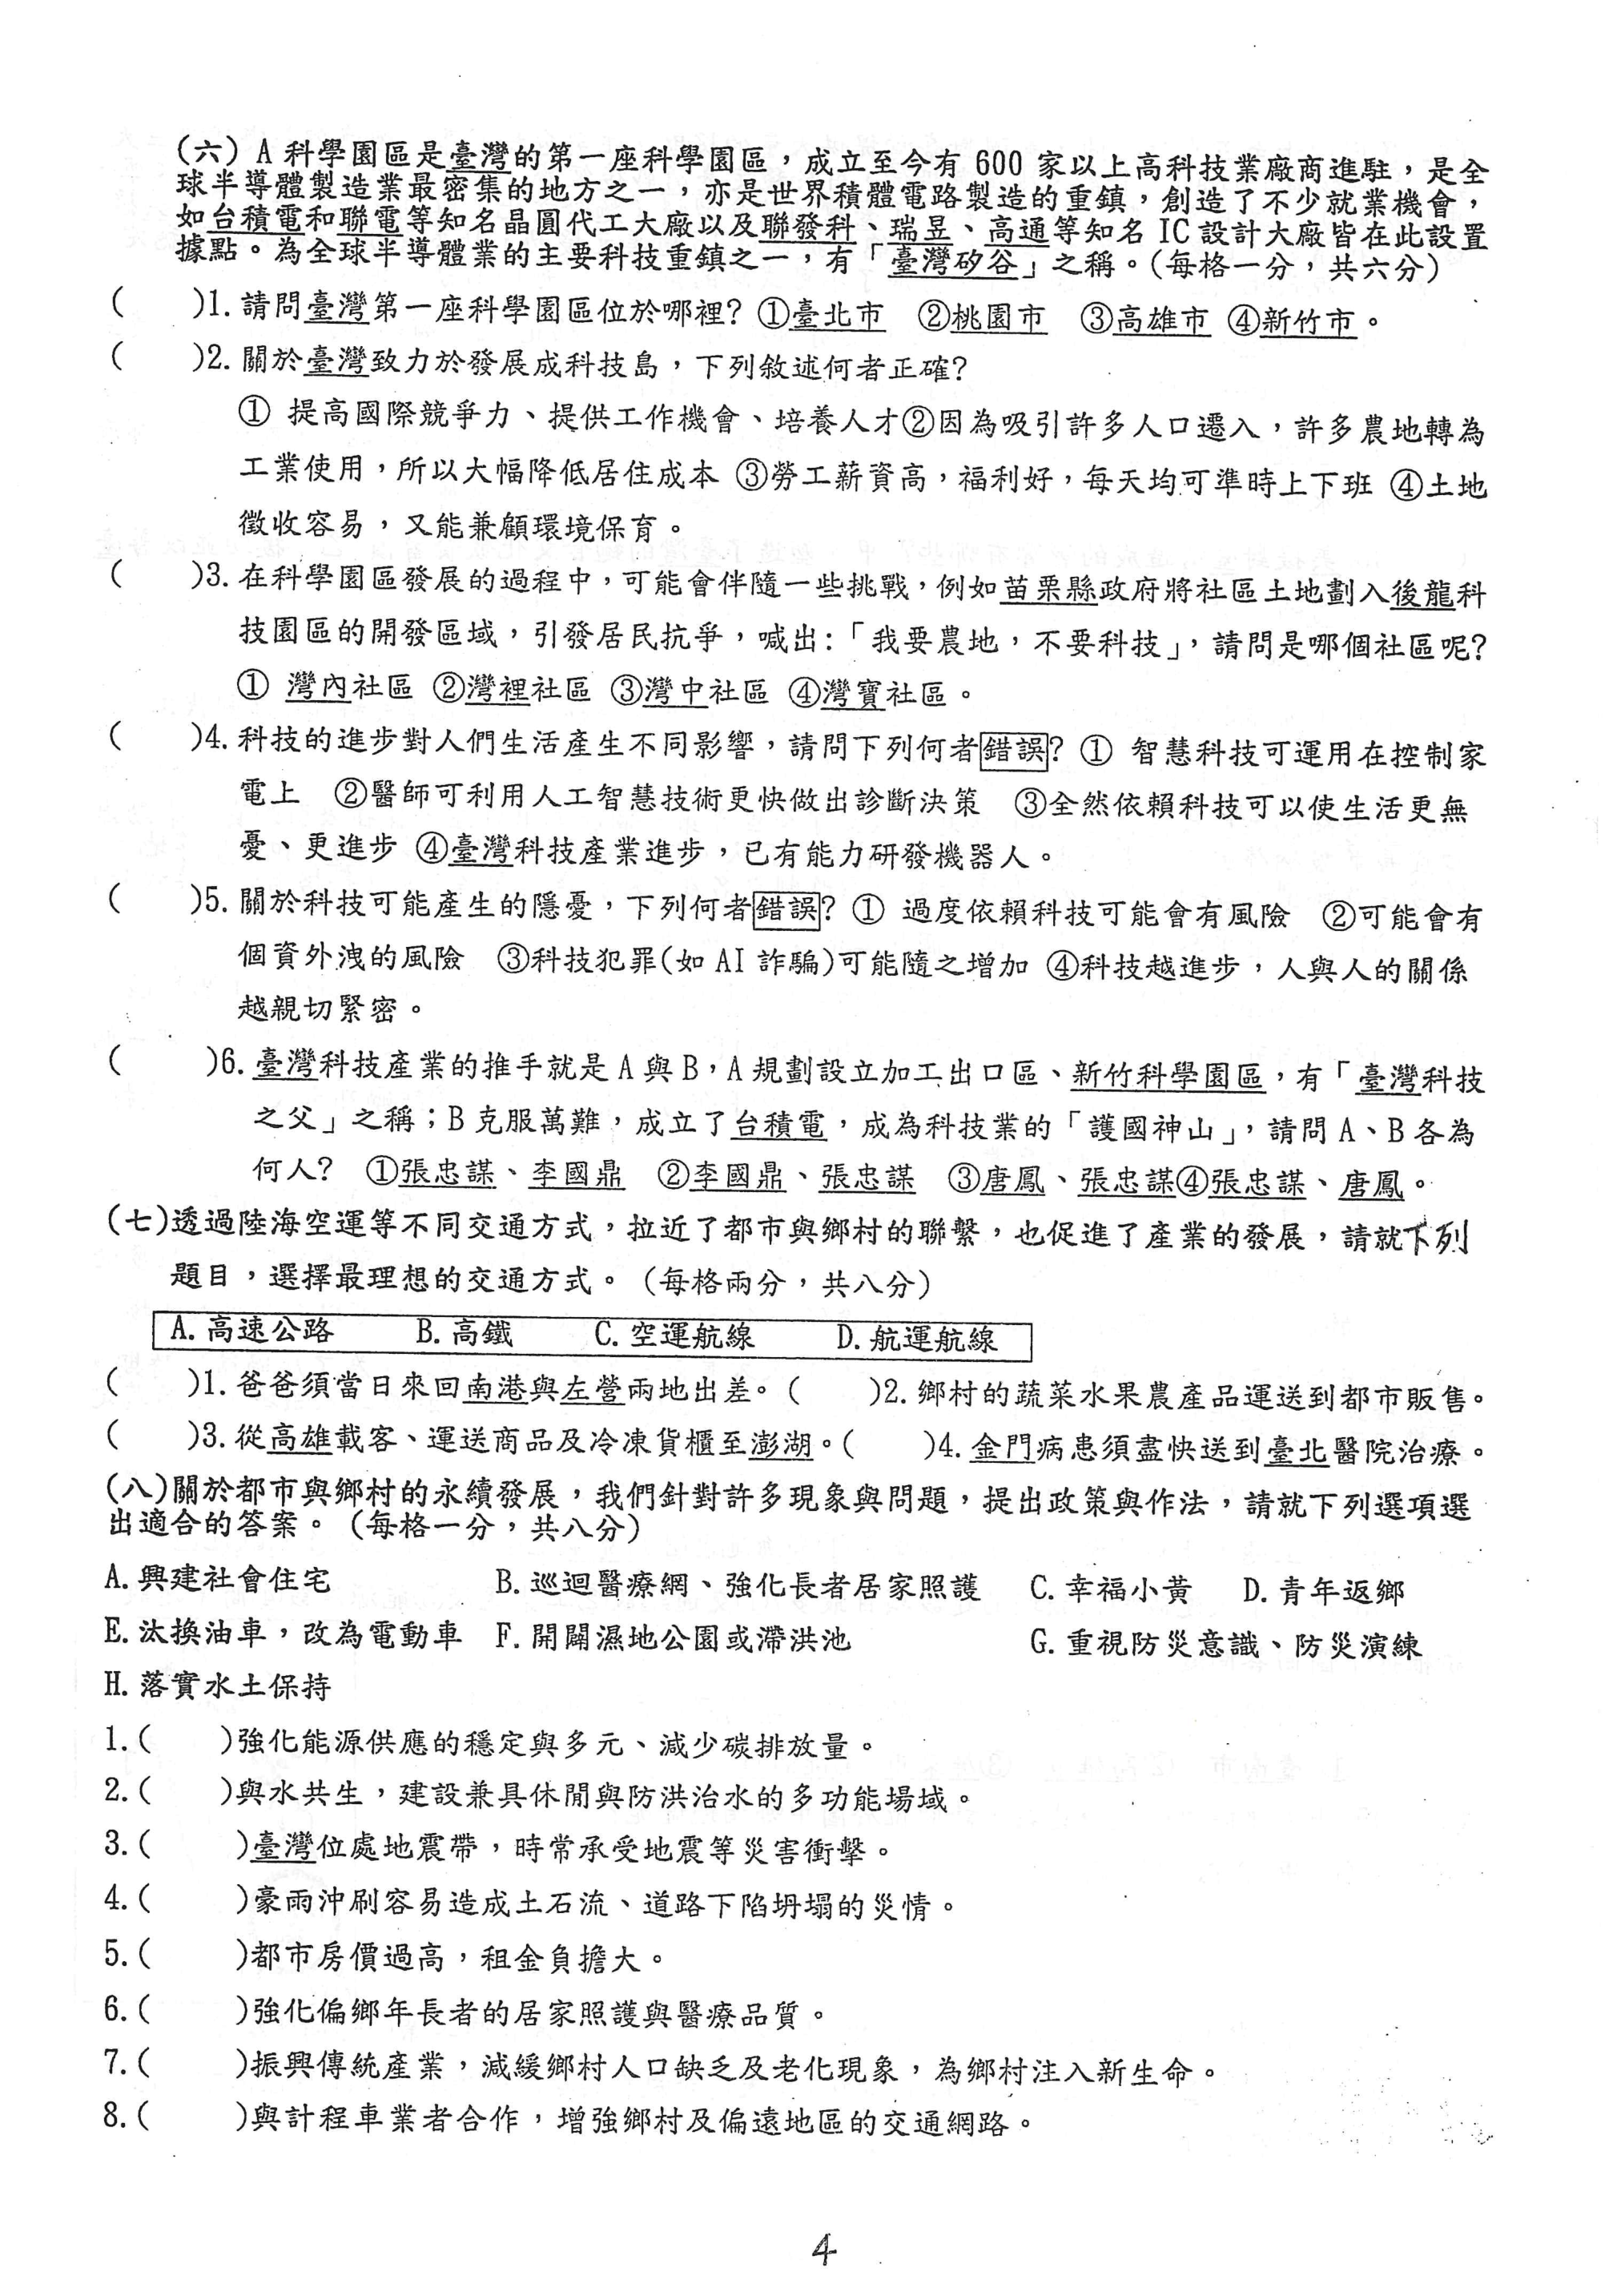 (六) A 科學園區是臺灣的第一座科學園區，成立至今有 600 家以上高科技業廠商進駐，是全
球半導體製造業最密集的地方之一，亦是世界積體電路製造的重鎮，創造了不少就業機會，
如台積電和聯電等知名晶圓代工大廠以及聯發科、瑞昱、高通等知名 IC 設計大廠皆在此設置
據點。為全球半導體業的主要科技重鎮之一，有「臺灣矽谷」之稱。(每格一分，共六分)
(　　)1. 請問臺灣第一座科學園區位於哪裡? ①臺北市　②桃園市　③高雄市 ④新竹市。
(　　)2. 關於臺灣致力於發展成科技島，下列敘述何者正確?
① 提高國際競爭力、提供工作機會、培養人才②因為吸引許多人口遷入，許多農地轉為
工業使用，所以大幅降低居住成本 ③勞工薪資高，福利好，每天均可準時上下班 ④土地
徵收容易，又能兼顧環境保育。
(　　)3. 在科學園區發展的過程中，可能會伴隨一些挑戰，例如苗栗縣政府將社區土地劃入後龍科
技園區的開發區域，引發居民抗爭，喊出:「我要農地，不要科技」，請問是哪個社區呢?
① 灣內社區 ②灣裡社區 ③灣中社區 ④灣寶社區。
(　　)4. 科技的進步對人們生活產生不同影響，請問下列何者錯誤? ① 智慧科技可運用在控制家
電上　②醫師可利用人工智慧技術更快做出診斷決策　③全然依賴科技可以使生活更無
憂、更進步 ④臺灣科技產業進步，已有能力研發機器人。
(　　)5. 關於科技可能產生的隱憂，下列何者錯誤? ① 過度依賴科技可能會有風險　②可能會有
個資外洩的風險　③科技犯罪(如 AI 詐騙)可能隨之增加 ④科技越進步，人與人的關係
越親切緊密。
(　　)6. 臺灣科技產業的推手就是 A 與 B，A 規劃設立加工出口區、新竹科學園區，有「臺灣科技
之父」之稱；B 克服萬難，成立了台積電，成為科技業的「護國神山」，請問 A、B 各為
何人?　①張忠謀、李國鼎　②李國鼎、張忠謀　③唐鳳、張忠謀④張忠謀、唐鳳。
(七)透過陸海空運等不同交通方式，拉近了都市與鄉村的聯繫，也促進了產業的發展，請就下列
題目，選擇最理想的交通方式。(每格兩分，共八分)
A. 高速公路　　B. 高鐵　　C. 空運航線　　D. 航運航線
(　　)1. 爸爸須當日來回南港與左營兩地出差。(　　)2. 鄉村的蔬菜水果農產品運送到都市販售。
(　　)3. 從高雄載客、運送商品及冷凍貨櫃至澎湖。(　　)4. 金門病患須盡快送到臺北醫院治療。
(八)關於都市與鄉村的永續發展，我們針對許多現象與問題，提出政策與作法，請就下列選項選
出適合的答案。(每格一分，共八分)
A. 興建社會住宅　　B. 巡迴醫療網、強化長者居家照護　　C. 幸福小黃　　D. 青年返鄉
E. 汰換油車，改為電動車　F. 開闢濕地公園或滯洪池　　G. 重視防災意識、防災演練
H. 落實水土保持
1. (　　)強化能源供應的穩定與多元、減少碳排放量。
2. (　　)與水共生，建設兼具休閒與防洪治水的多功能場域。
3. (　　)臺灣位處地震帶，時常承受地震等災害衝擊。
4. (　　)豪雨沖刷容易造成土石流、道路下陷坍塌的災情。
5. (　　)都市房價過高，租金負擔大。
6. (　　)強化偏鄉年長者的居家照護與醫療品質。
7. (　　)振興傳統產業，減緩鄉村人口缺乏及老化現象，為鄉村注入新生命。
8. (　　)與計程車業者合作，增強鄉村及偏遠地區的交通網路。
4